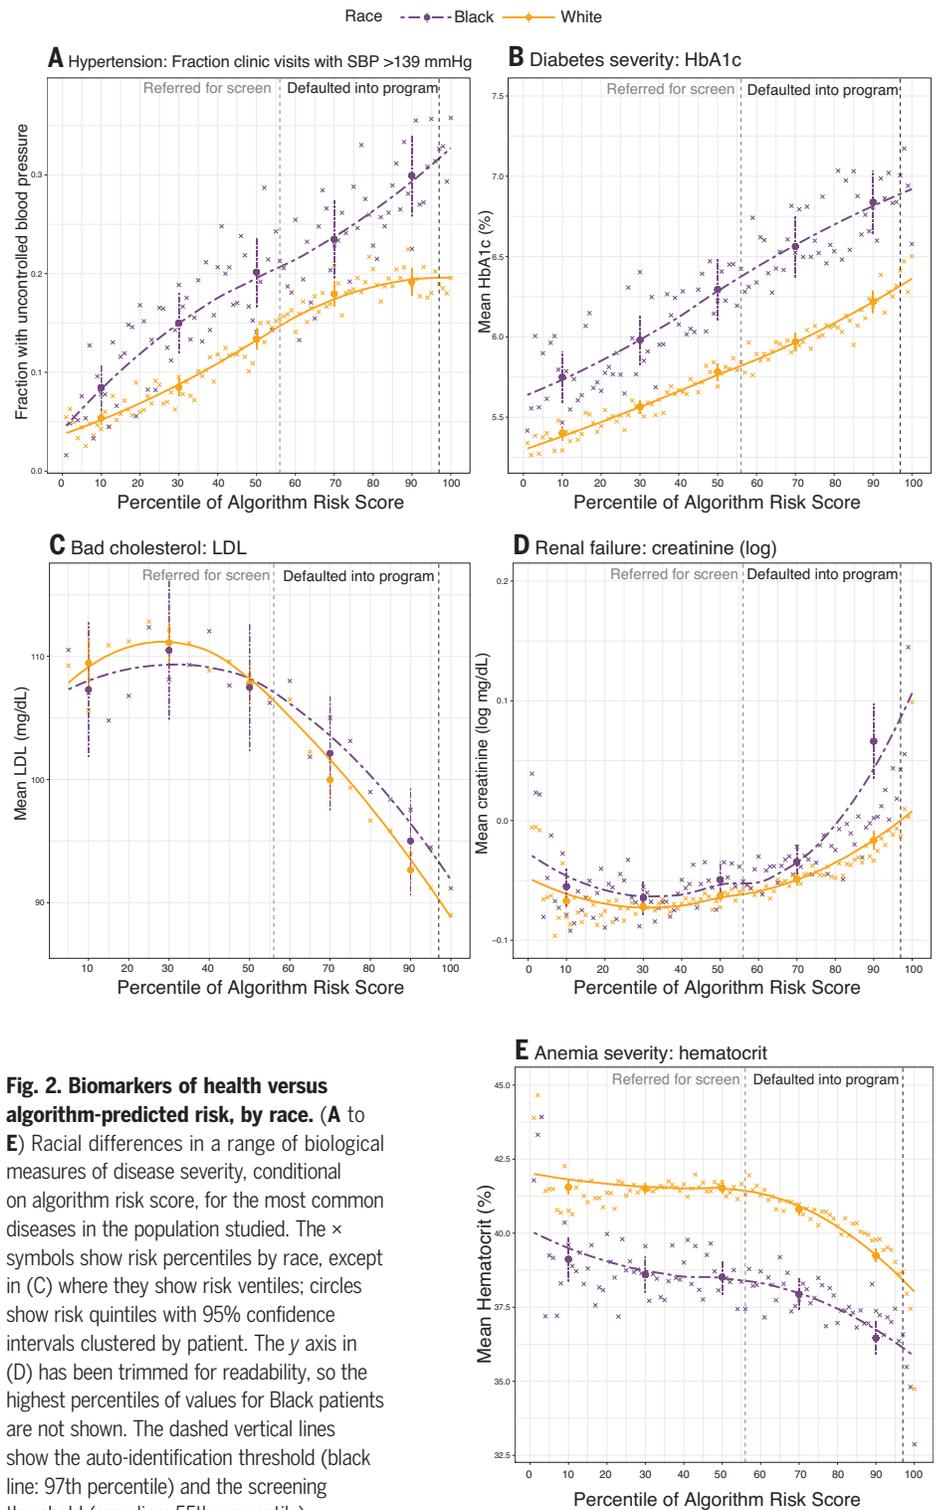 Race Black White
A Hypertension: Fraction clinic visits with SBP >139 mmHg
Referred for screen Defaulted into program
Fraction with uncontrolled blood pressure
0.3
0.2
0.1
0.0
0 10 20 30 40 50 60 70 80 90 100
Percentile of Algorithm Risk Score
B Diabetes severity: HbA1c
Referred for screen Defaulted into program
Mean HbA1c (%)
7.5
7.0
6.5
6.0
5.5
0 10 20 30 40 50 60 70 80 90 100
Percentile of Algorithm Risk Score
C Bad cholesterol: LDL
Referred for screen Defaulted into program
Mean LDL (mg/dL)
110
100
90
10 20 30 40 50 60 70 80 90 100
Percentile of Algorithm Risk Score
D Renal failure: creatinine (log)
Referred for screen Defaulted into program
Mean creatinine (log mg/dL)
0.2
0.1
0.0
−0.1
0 10 20 30 40 50 60 70 80 90 100
Percentile of Algorithm Risk Score
E Anemia severity: hematocrit
Referred for screen Defaulted into program
Mean Hematocrit (%)
45.0
42.5
40.0
37.5
35.0
32.5
0 10 20 30 40 50 60 70 80 90 100
Percentile of Algorithm Risk Score
Fig. 2. Biomarkers of health versus
algorithm-predicted risk, by race. (A to
E) Racial differences in a range of biological
measures of disease severity, conditional
on algorithm risk score, for the most common
diseases in the population studied. The ×
symbols show risk percentiles by race, except
in (C) where they show risk ventiles; circles
show risk quintiles with 95% confidence
intervals clustered by patient. The y axis in
(D) has been trimmed for readability, so the
highest percentiles of values for Black patients
are not shown. The dashed vertical lines
show the auto-identification threshold (black
line: 97th percentile) and the screening